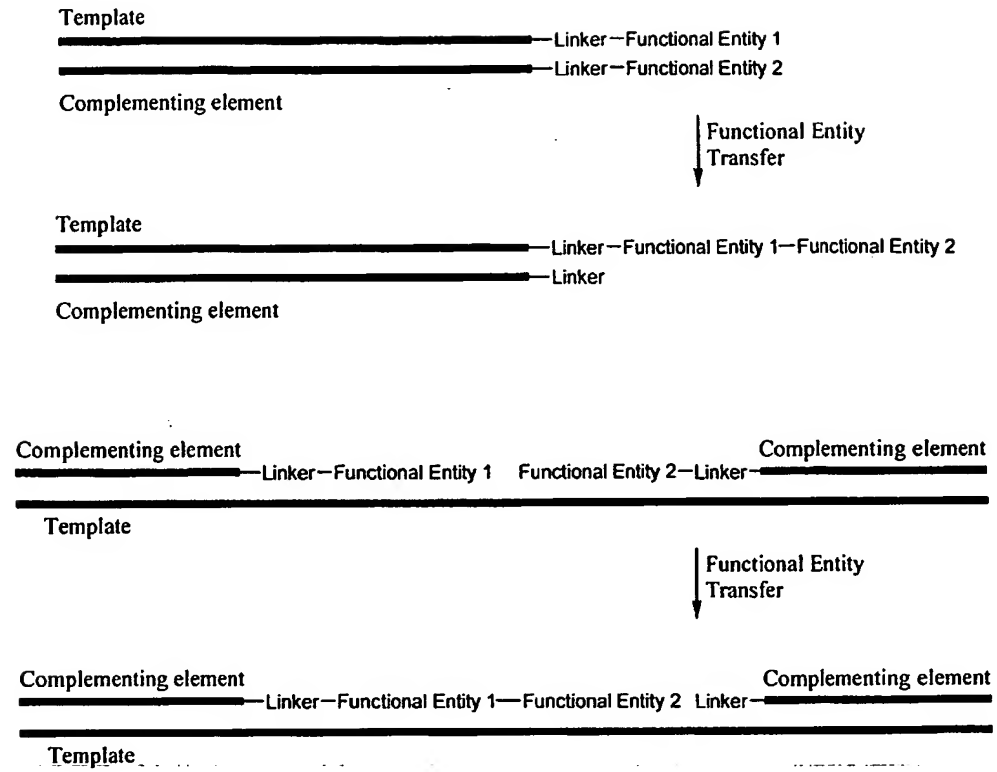 Template
Linker–Functional Entity 1
Linker–Functional Entity 2
Complementing element
Functional Entity
Transfer
Template
Linker–Functional Entity 1–Functional Entity 2
Linker
Complementing element
Complementing element
Complementing element
Linker–Functional Entity 1 Functional Entity 2–Linker
Template
Functional Entity
Transfer
Complementing element
Complementing element
Linker–Functional Entity 1—Functional Entity 2 Linker
Template